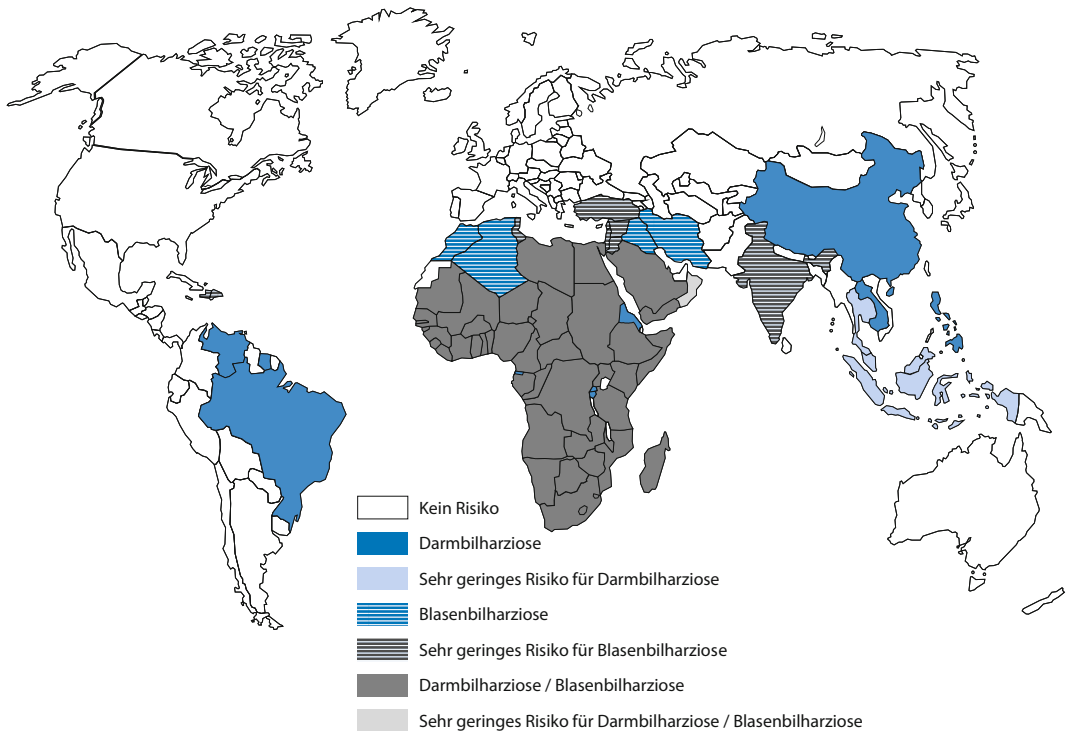 Kein Risiko
Darmbilharziose
Sehr geringes Risiko für Darmbilharziose
Blasenbilharziose
Sehr geringes Risiko für Blasenbilharziose
Darmbilharziose / Blasenbilharziose
Sehr geringes Risiko für Darmbilharziose / Blasenbilharziose